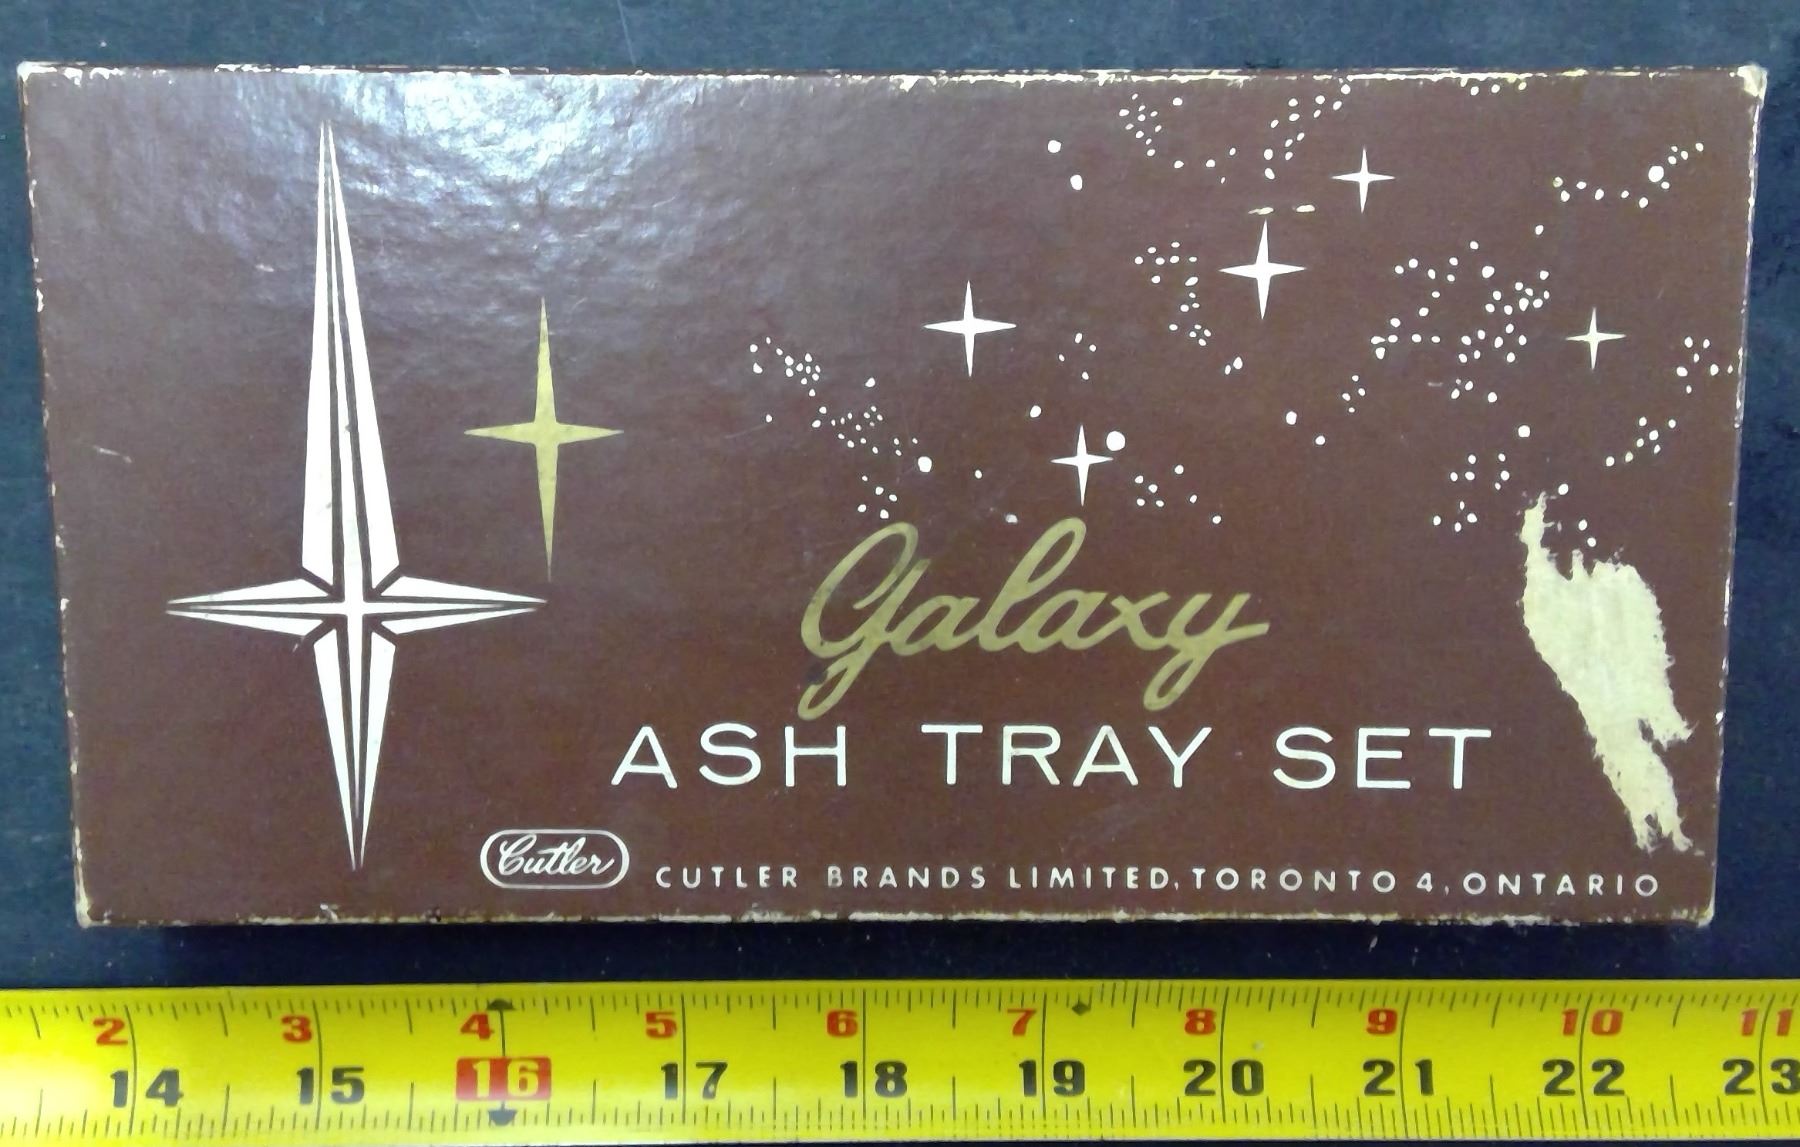 Galaxy
ASH TRAY SET
Cutler CUTLER BRANDS LIMITED, TORONTO 4, ONTARIO
2 3 4 5 6 7 8 9 10 11
14 15 16 17 18 19 20 21 22 23